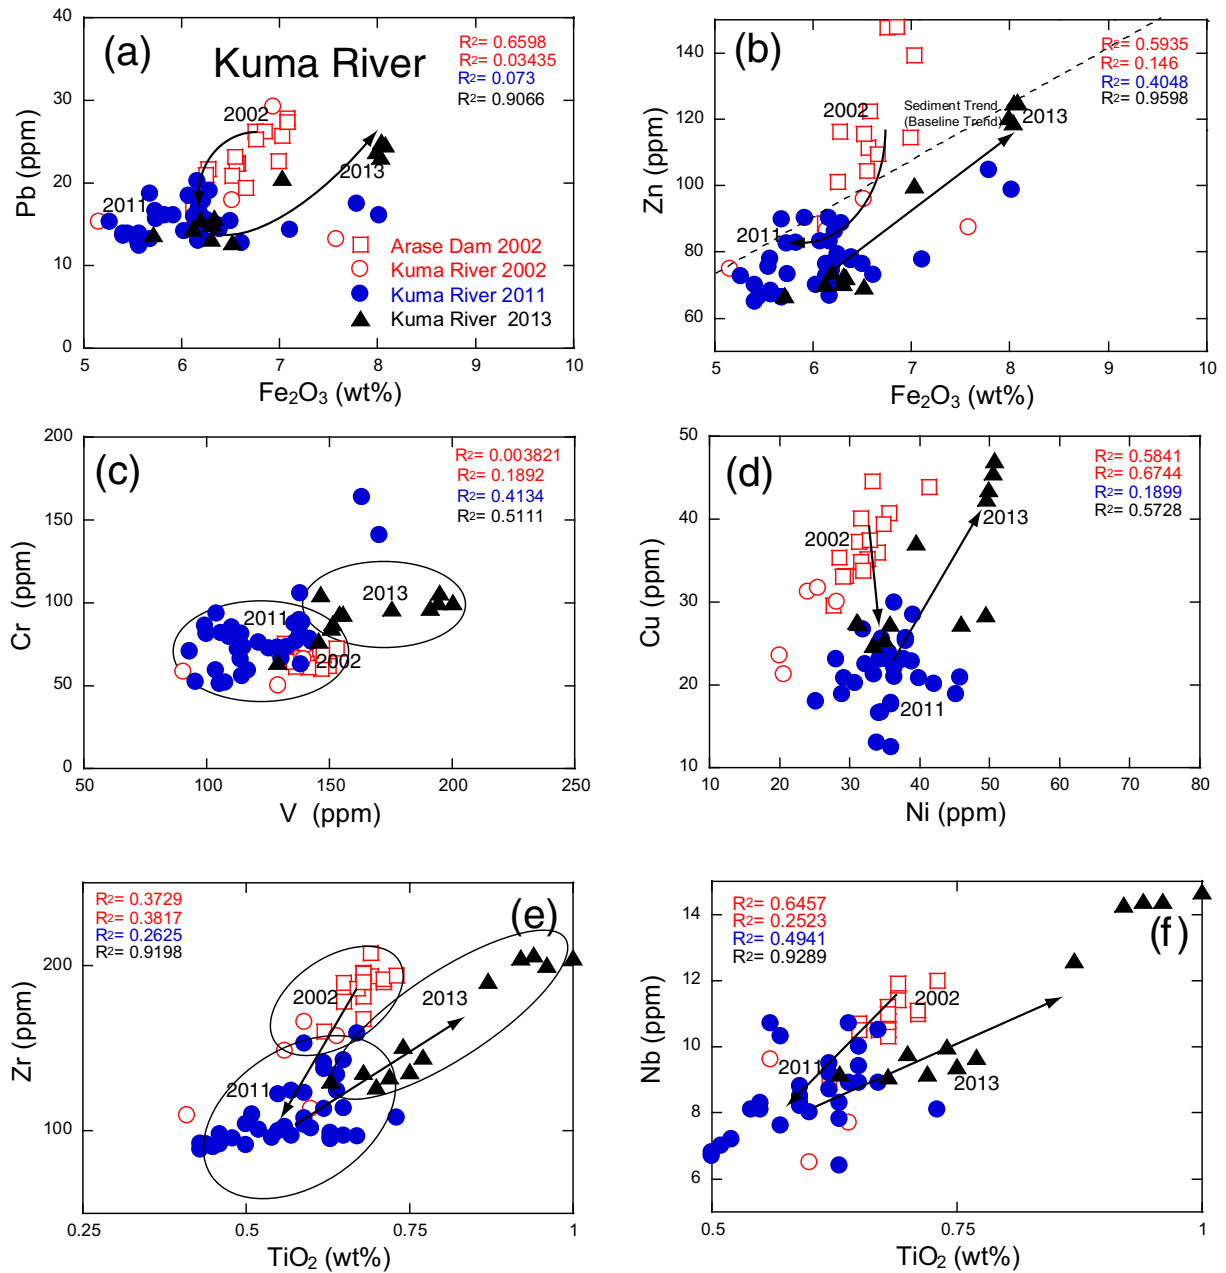 (a)
Kuma River
R2= 0.6598
R2= 0.03435
R2= 0.073
R2= 0.9066
40
30
20
10
0
Pb (ppm)
2002
2011
2013
Arase Dam 2002
Kuma River 2002
Kuma River 2011
Kuma River 2013
5 6 7 8 9 10
Fe2O3 (wt%)
(b)
R2= 0.5935
R2= 0.146
R2= 0.4048
R2= 0.9598
140
120
100
80
60
Zn (ppm)
2002
Sediment Trend
(Baseline Trend)
2013
2011
5 6 7 8 9 10
Fe2O3 (wt%)
(c)
R2= 0.003821
R2= 0.1892
R2= 0.4134
R2= 0.5111
200
150
100
50
0
Cr (ppm)
2013
2011
2002
50 100 150 200 250
V (ppm)
(d)
R2= 0.5841
R2= 0.6744
R2= 0.1899
R2= 0.5728
50
40
30
20
10
Cu (ppm)
2002
2013
2011
10 20 30 40 50 60 70 80
Ni (ppm)
(e)
R2= 0.3729
R2= 0.3817
R2= 0.2625
R2= 0.9198
250
200
150
100
Zr (ppm)
2002
2013
2011
0.25 0.5 0.75 1
TiO2 (wt%)
(f)
R2= 0.6457
R2= 0.2523
R2= 0.4941
R2= 0.9289
14
12
10
8
6
Nb (ppm)
2002
2011
2013
0.5 0.75 1
TiO2 (wt%)